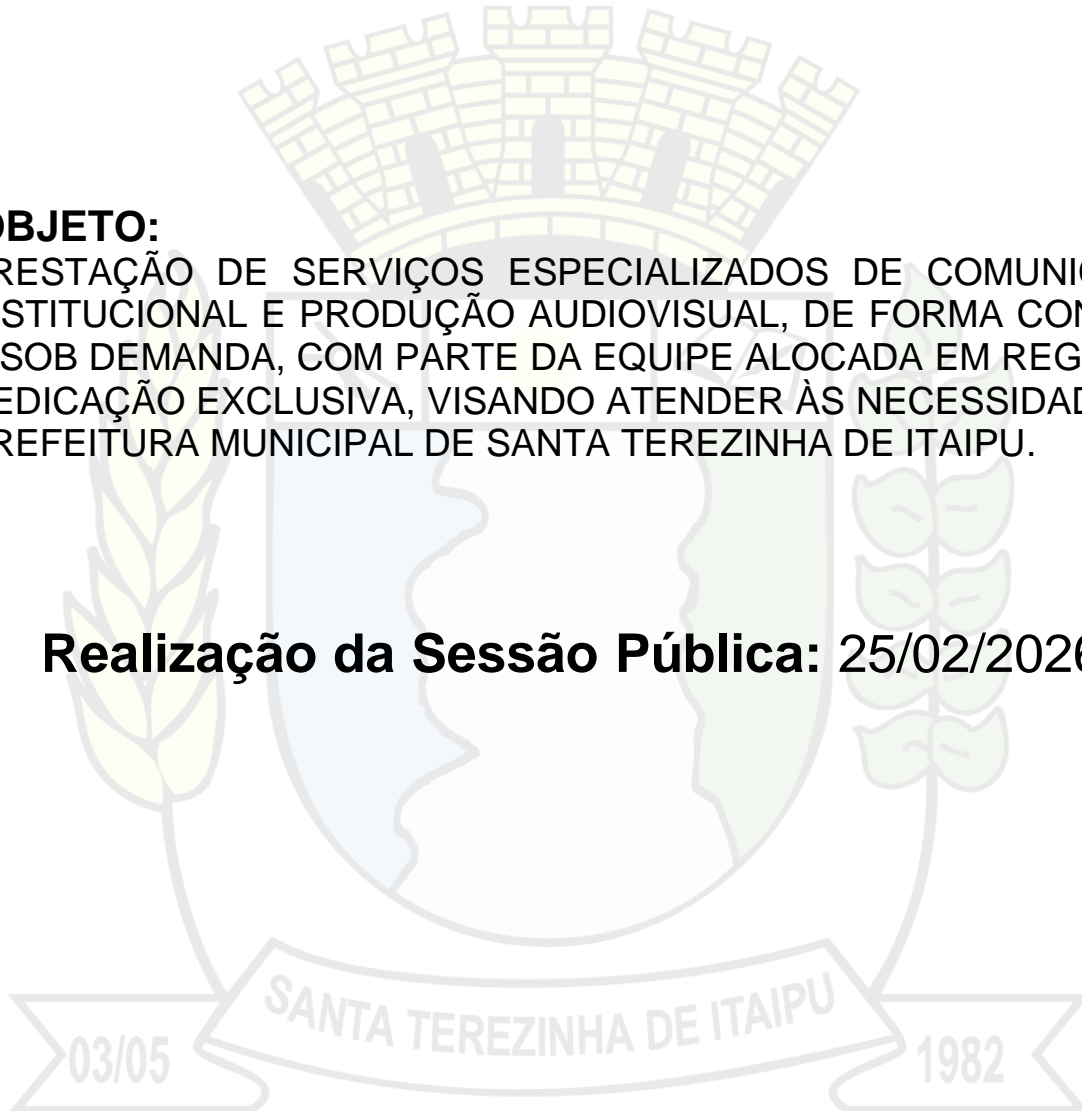 OBJETO:
RESTAÇÃO DE SERVIÇOS ESPECIALIZADOS DE COMUNIC
STITUCIONAL E PRODUÇÃO AUDIOVISUAL, DE FORMA CON
SOB DEMANDA, COM PARTE DA EQUIPE ALOCADA EM REG
EDICAÇÃO EXCLUSIVA, VISANDO ATENDER ÀS NECESSIDAD
REFEITURA MUNICIPAL DE SANTA TEREZINHA DE ITAIPU.
Realização da Sessão Pública: 25/02/2026
SANTA TEREZINHA DE ITAIPU
03/05 1982